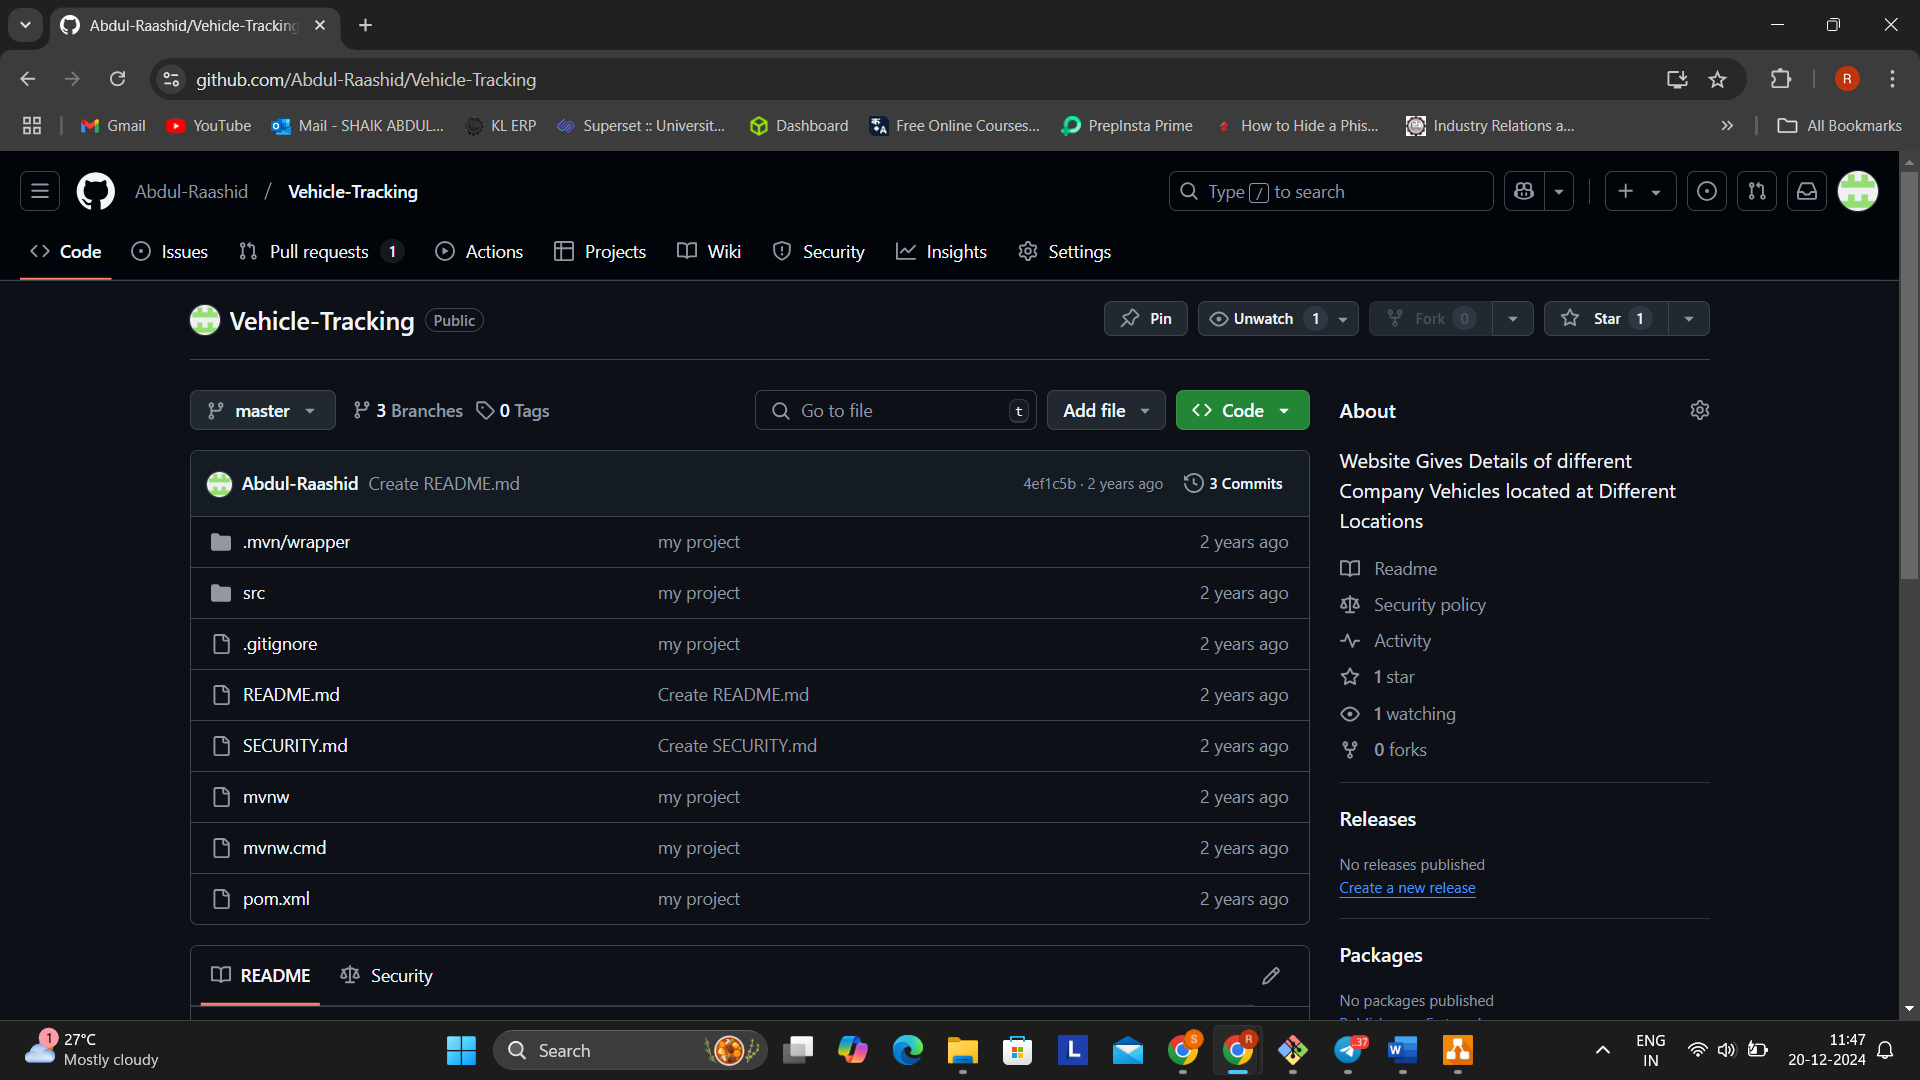 Abdul-Raashid/Vehicle-Tracking
github.com/Abdul-Raashid/Vehicle-Tracking
R
Gmail
YouTube
Mail - SHAIK ABDUL...
KL ERP
Superset :: Universit...
Dashboard
Free Online Courses...
PrepInsta Prime
How to Hide a Phis...
Industry Relations a...
All Bookmarks
Abdul-Raashid / Vehicle-Tracking
Type / to search
Code
Issues
Pull requests 1
Actions
Projects
Wiki
Security
Insights
Settings
Vehicle-Tracking Public
Pin
Unwatch 1
Fork 0
Star 1
master
3 Branches
0 Tags
Go to file t
Add file
Code
Abdul-Raashid Create README.md
4ef1c5b · 2 years ago
3 Commits
.mvn/wrapper my project 2 years ago
src my project 2 years ago
.gitignore my project 2 years ago
README.md Create README.md 2 years ago
SECURITY.md Create SECURITY.md 2 years ago
mvnw my project 2 years ago
mvnw.cmd my project 2 years ago
pom.xml my project 2 years ago
README
Security
About
Website Gives Details of different
Company Vehicles located at Different
Locations
Readme
Security policy
Activity
1 star
1 watching
0 forks
Releases
No releases published
Create a new release
Packages
No packages published
1
27°C
Mostly cloudy
Search
L
S
R
37
W
ENG
IN
11:47
20-12-2024